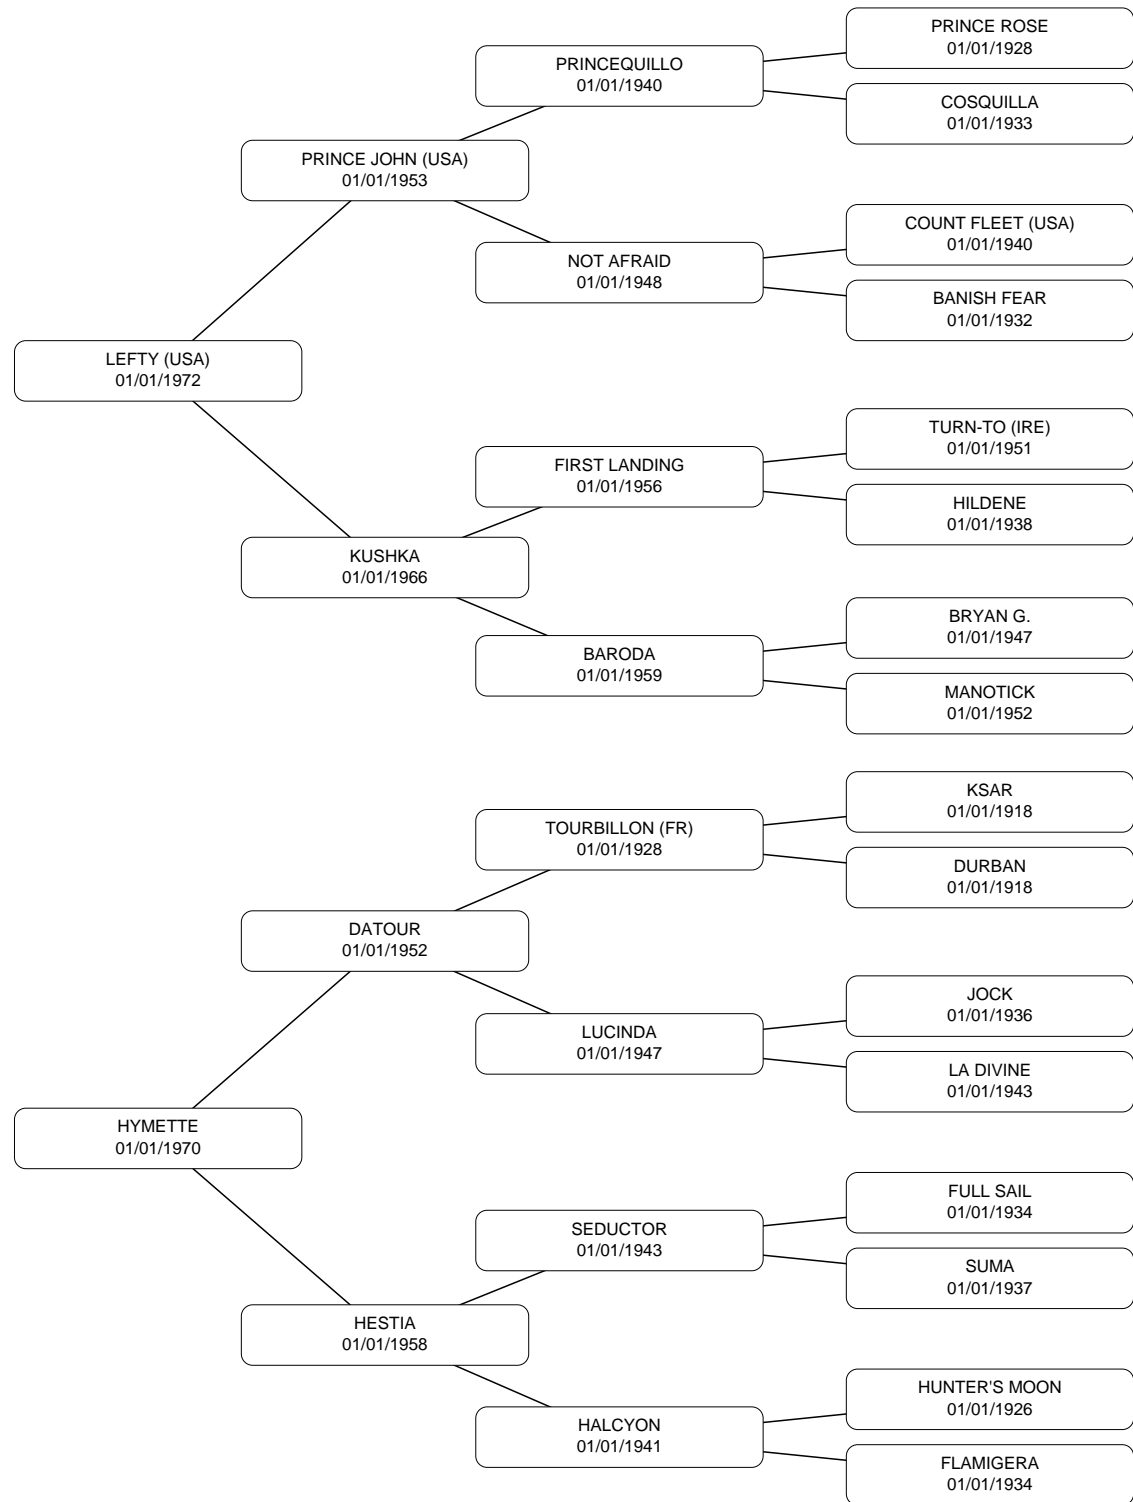 PRINCE ROSE
01/01/1928
PRINCEQUILLO
01/01/1940
COSQUILLA
01/01/1933
PRINCE JOHN (USA)
01/01/1953
COUNT FLEET (USA)
01/01/1940
NOT AFRAID
01/01/1948
BANISH FEAR
01/01/1932
LEFTY (USA)
01/01/1972
TURN-TO (IRE)
01/01/1951
FIRST LANDING
01/01/1956
HILDENE
01/01/1938
KUSHKA
01/01/1966
BRYAN G.
01/01/1947
BARODA
01/01/1959
MANOTICK
01/01/1952
KSAR
01/01/1918
TOURBILLON (FR)
01/01/1928
DURBAN
01/01/1918
DATOUR
01/01/1952
JOCK
01/01/1936
LUCINDA
01/01/1947
LA DIVINE
01/01/1943
HYMETTE
01/01/1970
FULL SAIL
01/01/1934
SEDUCTOR
01/01/1943
SUMA
01/01/1937
HESTIA
01/01/1958
HUNTER'S MOON
01/01/1926
HALCYON
01/01/1941
FLAMIGERA
01/01/1934